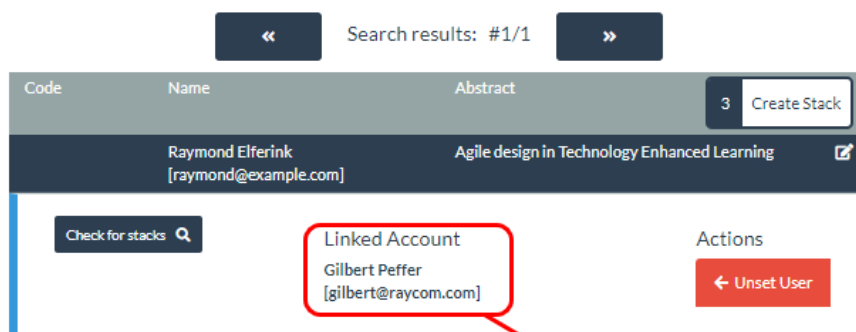 « Search results: #1/1 »
Code Name Abstract 3 Create Stack
Raymond Elferink Agile design in Technology Enhanced Learning
[raymond@example.com]
Check for stacks Linked Account Actions
Gilbert Peffer
[gilbert@raycom.com] Unset User